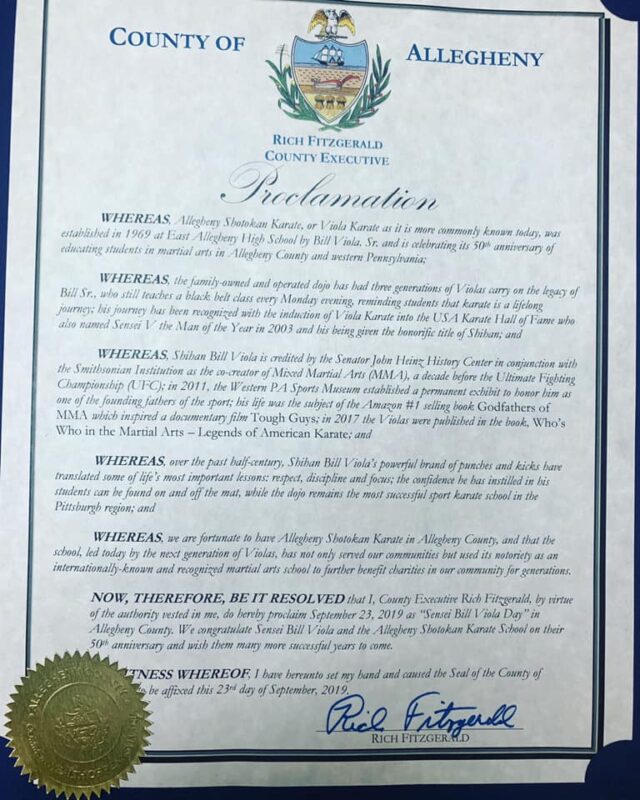 COUNTY OF ALLEGHENY
RICH FITZGERALD
COUNTY EXECUTIVE
Proclamation
WHEREAS, Allegheny Shotokan Karate, or Viola Karate as it is more commonly known today, was
established in 1969 at East Allegheny High School by Bill Viola, Sr. and is celebrating its 50th anniversary of
educating students in martial arts in Allegheny County and western Pennsylvania;
WHEREAS, the family-owned and operated dojo has had three generations of Violas carry on the legacy of
Bill Sr., who still teaches a black belt class every Monday evening, reminding students that karate is a lifelong
journey; his journey has been recognized with the induction of Viola Karate into the USA Karate Hall of Fame who
also named Sensei V the Man of the Year in 2003 and his being given the honorific title of Shihan; and
WHEREAS, Shihan Bill Viola is credited by the Senator John Heinz History Center in conjunction with
the Smithsonian Institution as the co-creator of Mixed Martial Arts (MMA), a decade before the Ultimate Fighting
Championship (UFC); in 2011, the Western PA Sports Museum established a permanent exhibit to honor him as
one of the founding fathers of the sport; his life was the subject of the Amazon #1 selling book Godfathers of
MMA which inspired a documentary film Tough Guys; in 2017 the Violas were published in the book, Who's
Who in the Martial Arts – Legends of American Karate; and
WHEREAS, over the past half-century, Shihan Bill Viola's powerful brand of punches and kicks have
translated some of life's most important lessons: respect, discipline and focus; the confidence he has instilled in his
students can be found on and off the mat, while the dojo remains the most successful sport karate school in the
Pittsburgh region; and
WHEREAS, we are fortunate to have Allegheny Shotokan Karate in Allegheny County, and that the
school, led today by the next generation of Violas, has not only served our communities but used its notoriety as an
internationally-known and recognized martial arts school to further benefit charities in our community for generations.
NOW, THEREFORE, BE IT RESOLVED that I, County Executive Rich Fitzgerald, by virtue
of the authority vested in me, do hereby proclaim September 23, 2019 as "Sensei Bill Viola Day" in
Allegheny County. We congratulate Sensei Bill Viola and the Allegheny Shotokan Karate School on their
50th anniversary and wish them many more successful years to come.
TNESS WHEREOF, I have hereunto set my hand and caused the Seal of the County of
to be affixed this 23rd day of September, 2019.
Rich Fitzgerald
RICH FITZGERALD